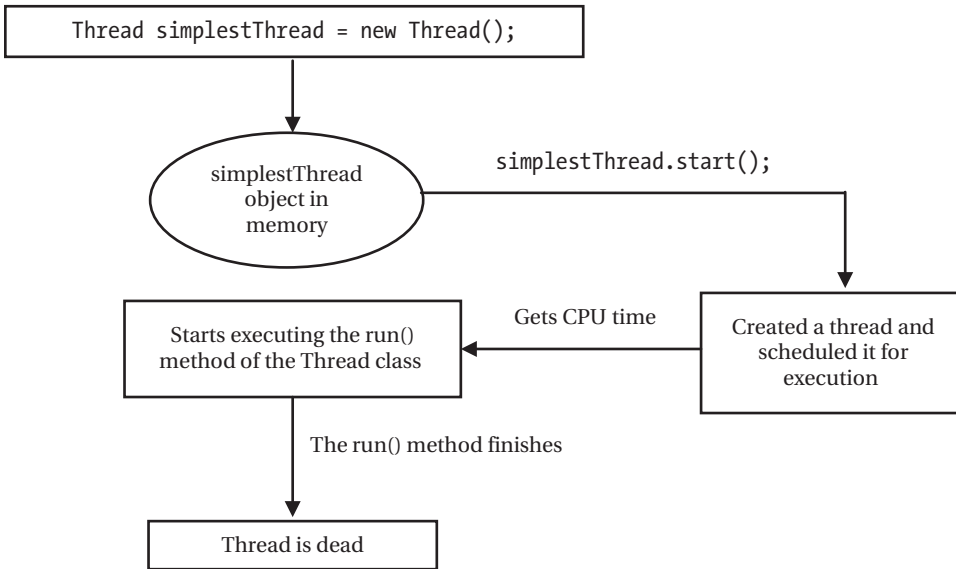 Thread simplestThread = new Thread();
simplestThread
object in
memory
simplestThread.start();
Created a thread and
scheduled it for
execution
Gets CPU time
Starts executing the run()
method of the Thread class
The run() method finishes
Thread is dead